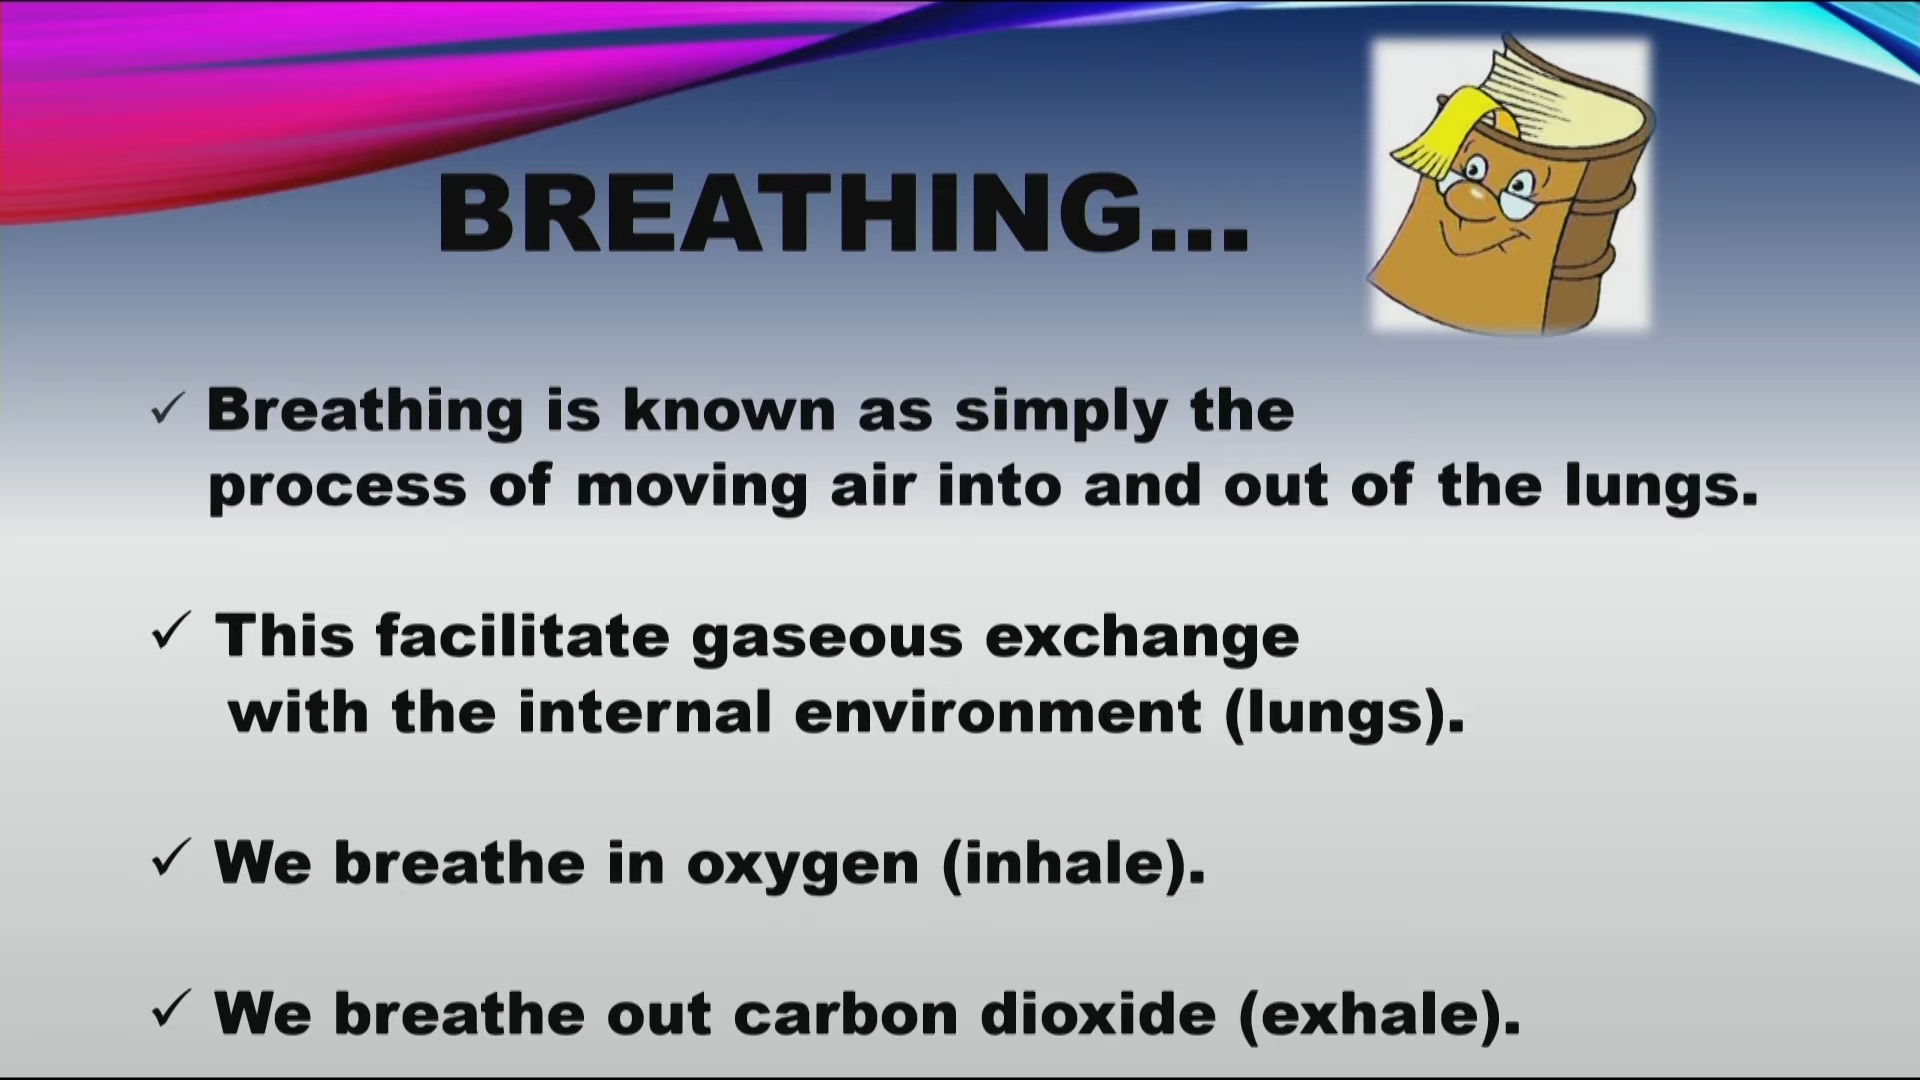 BREATHING...
✓ Breathing is known as simply the
process of moving air into and out of the lungs.
✓ This facilitate gaseous exchange
with the internal environment (lungs).
✓ We breathe in oxygen (inhale).
✓ We breathe out carbon dioxide (exhale).